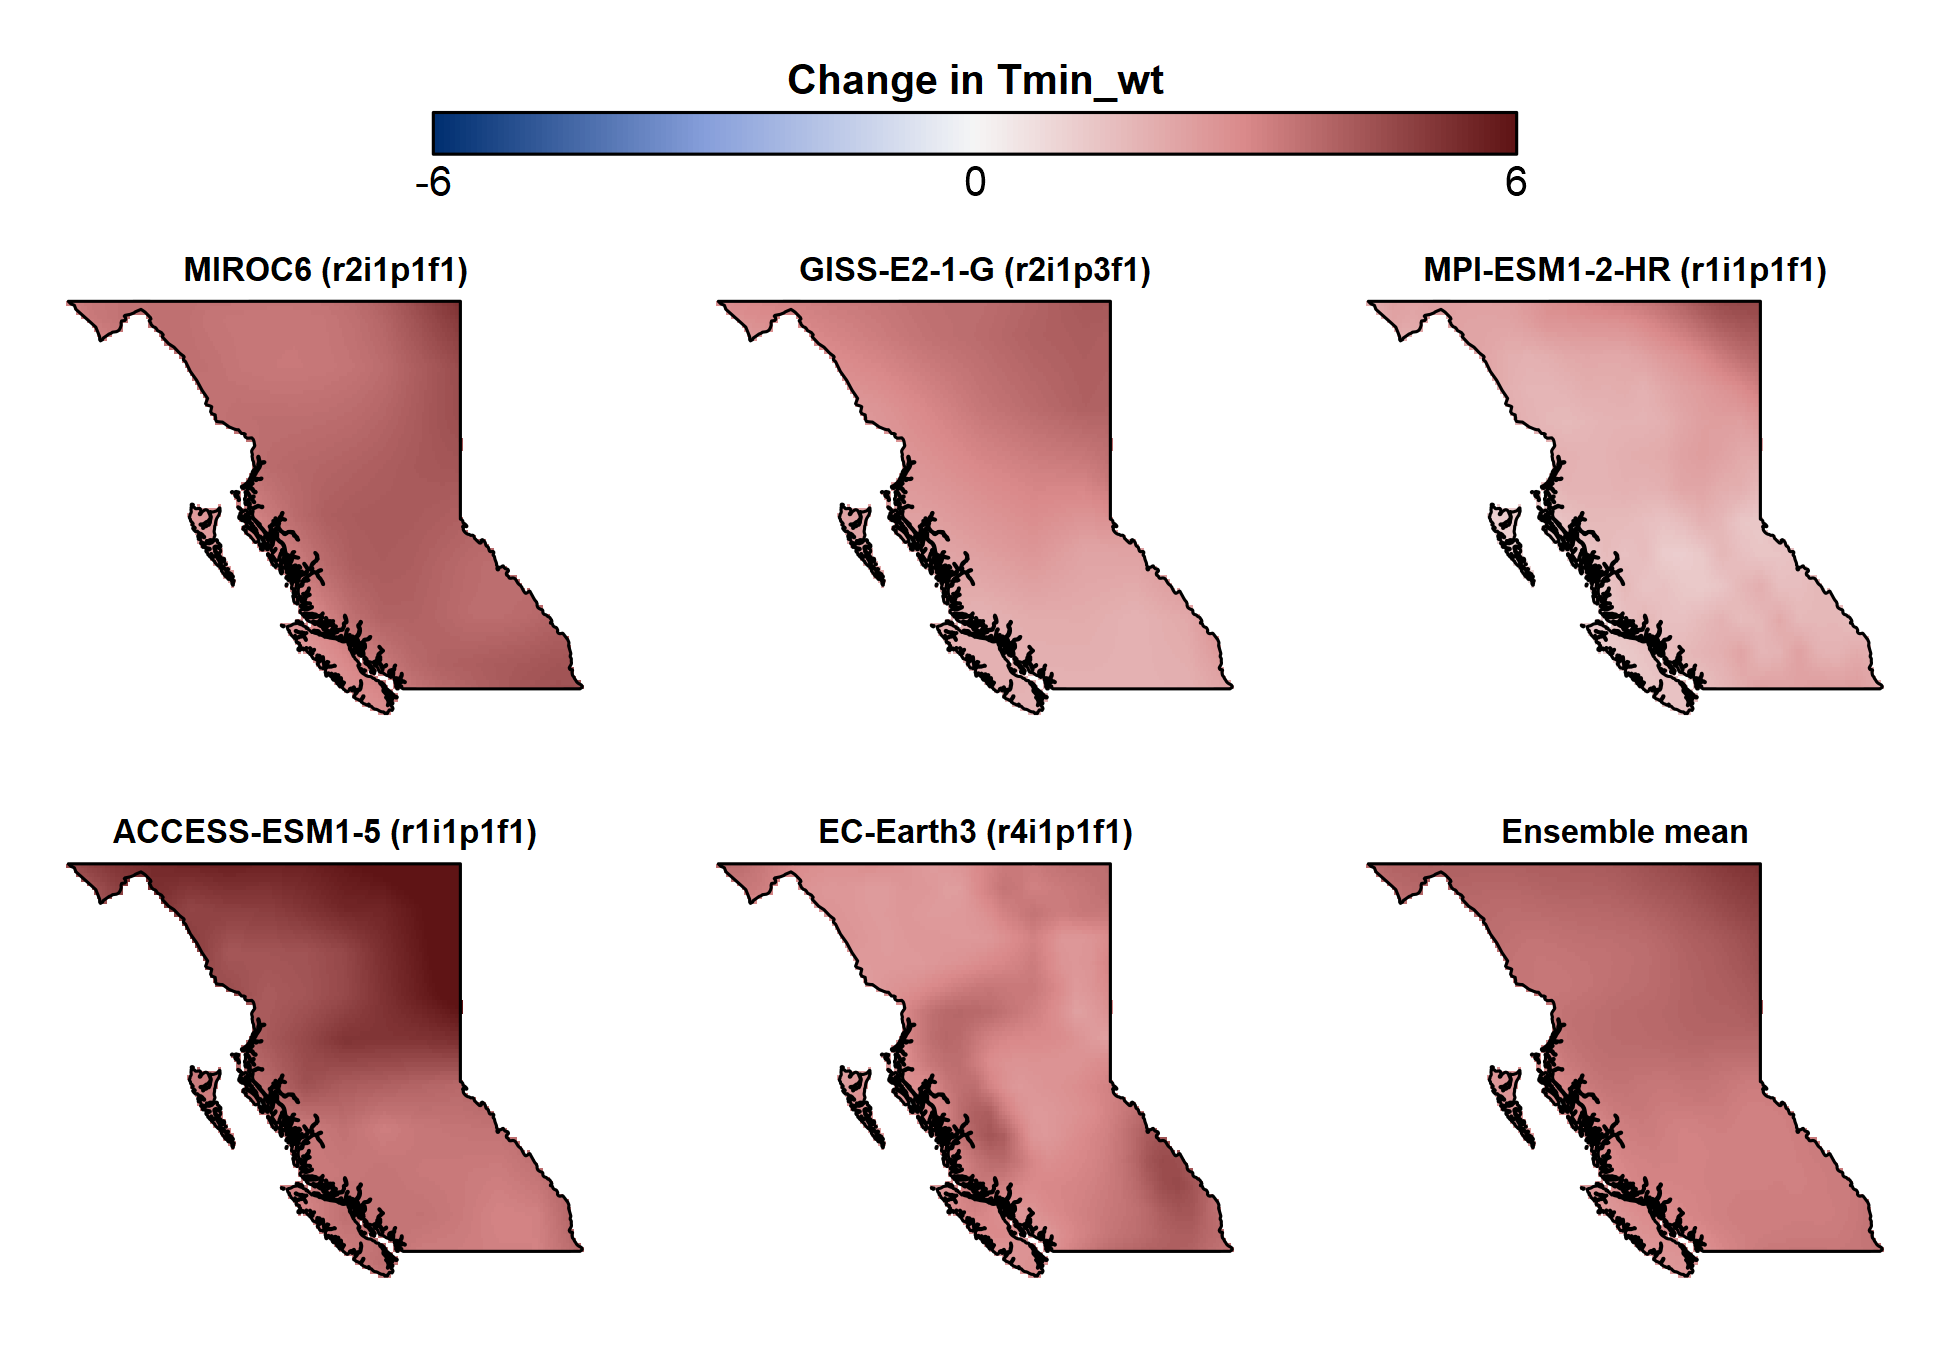 Change in Tmin_wt
-6 0 6
MIROC6 (r2i1p1f1)
GISS-E2-1-G (r2i1p3f1)
MPI-ESM1-2-HR (r1i1p1f1)
ACCESS-ESM1-5 (r1i1p1f1)
EC-Earth3 (r4i1p1f1)
Ensemble mean